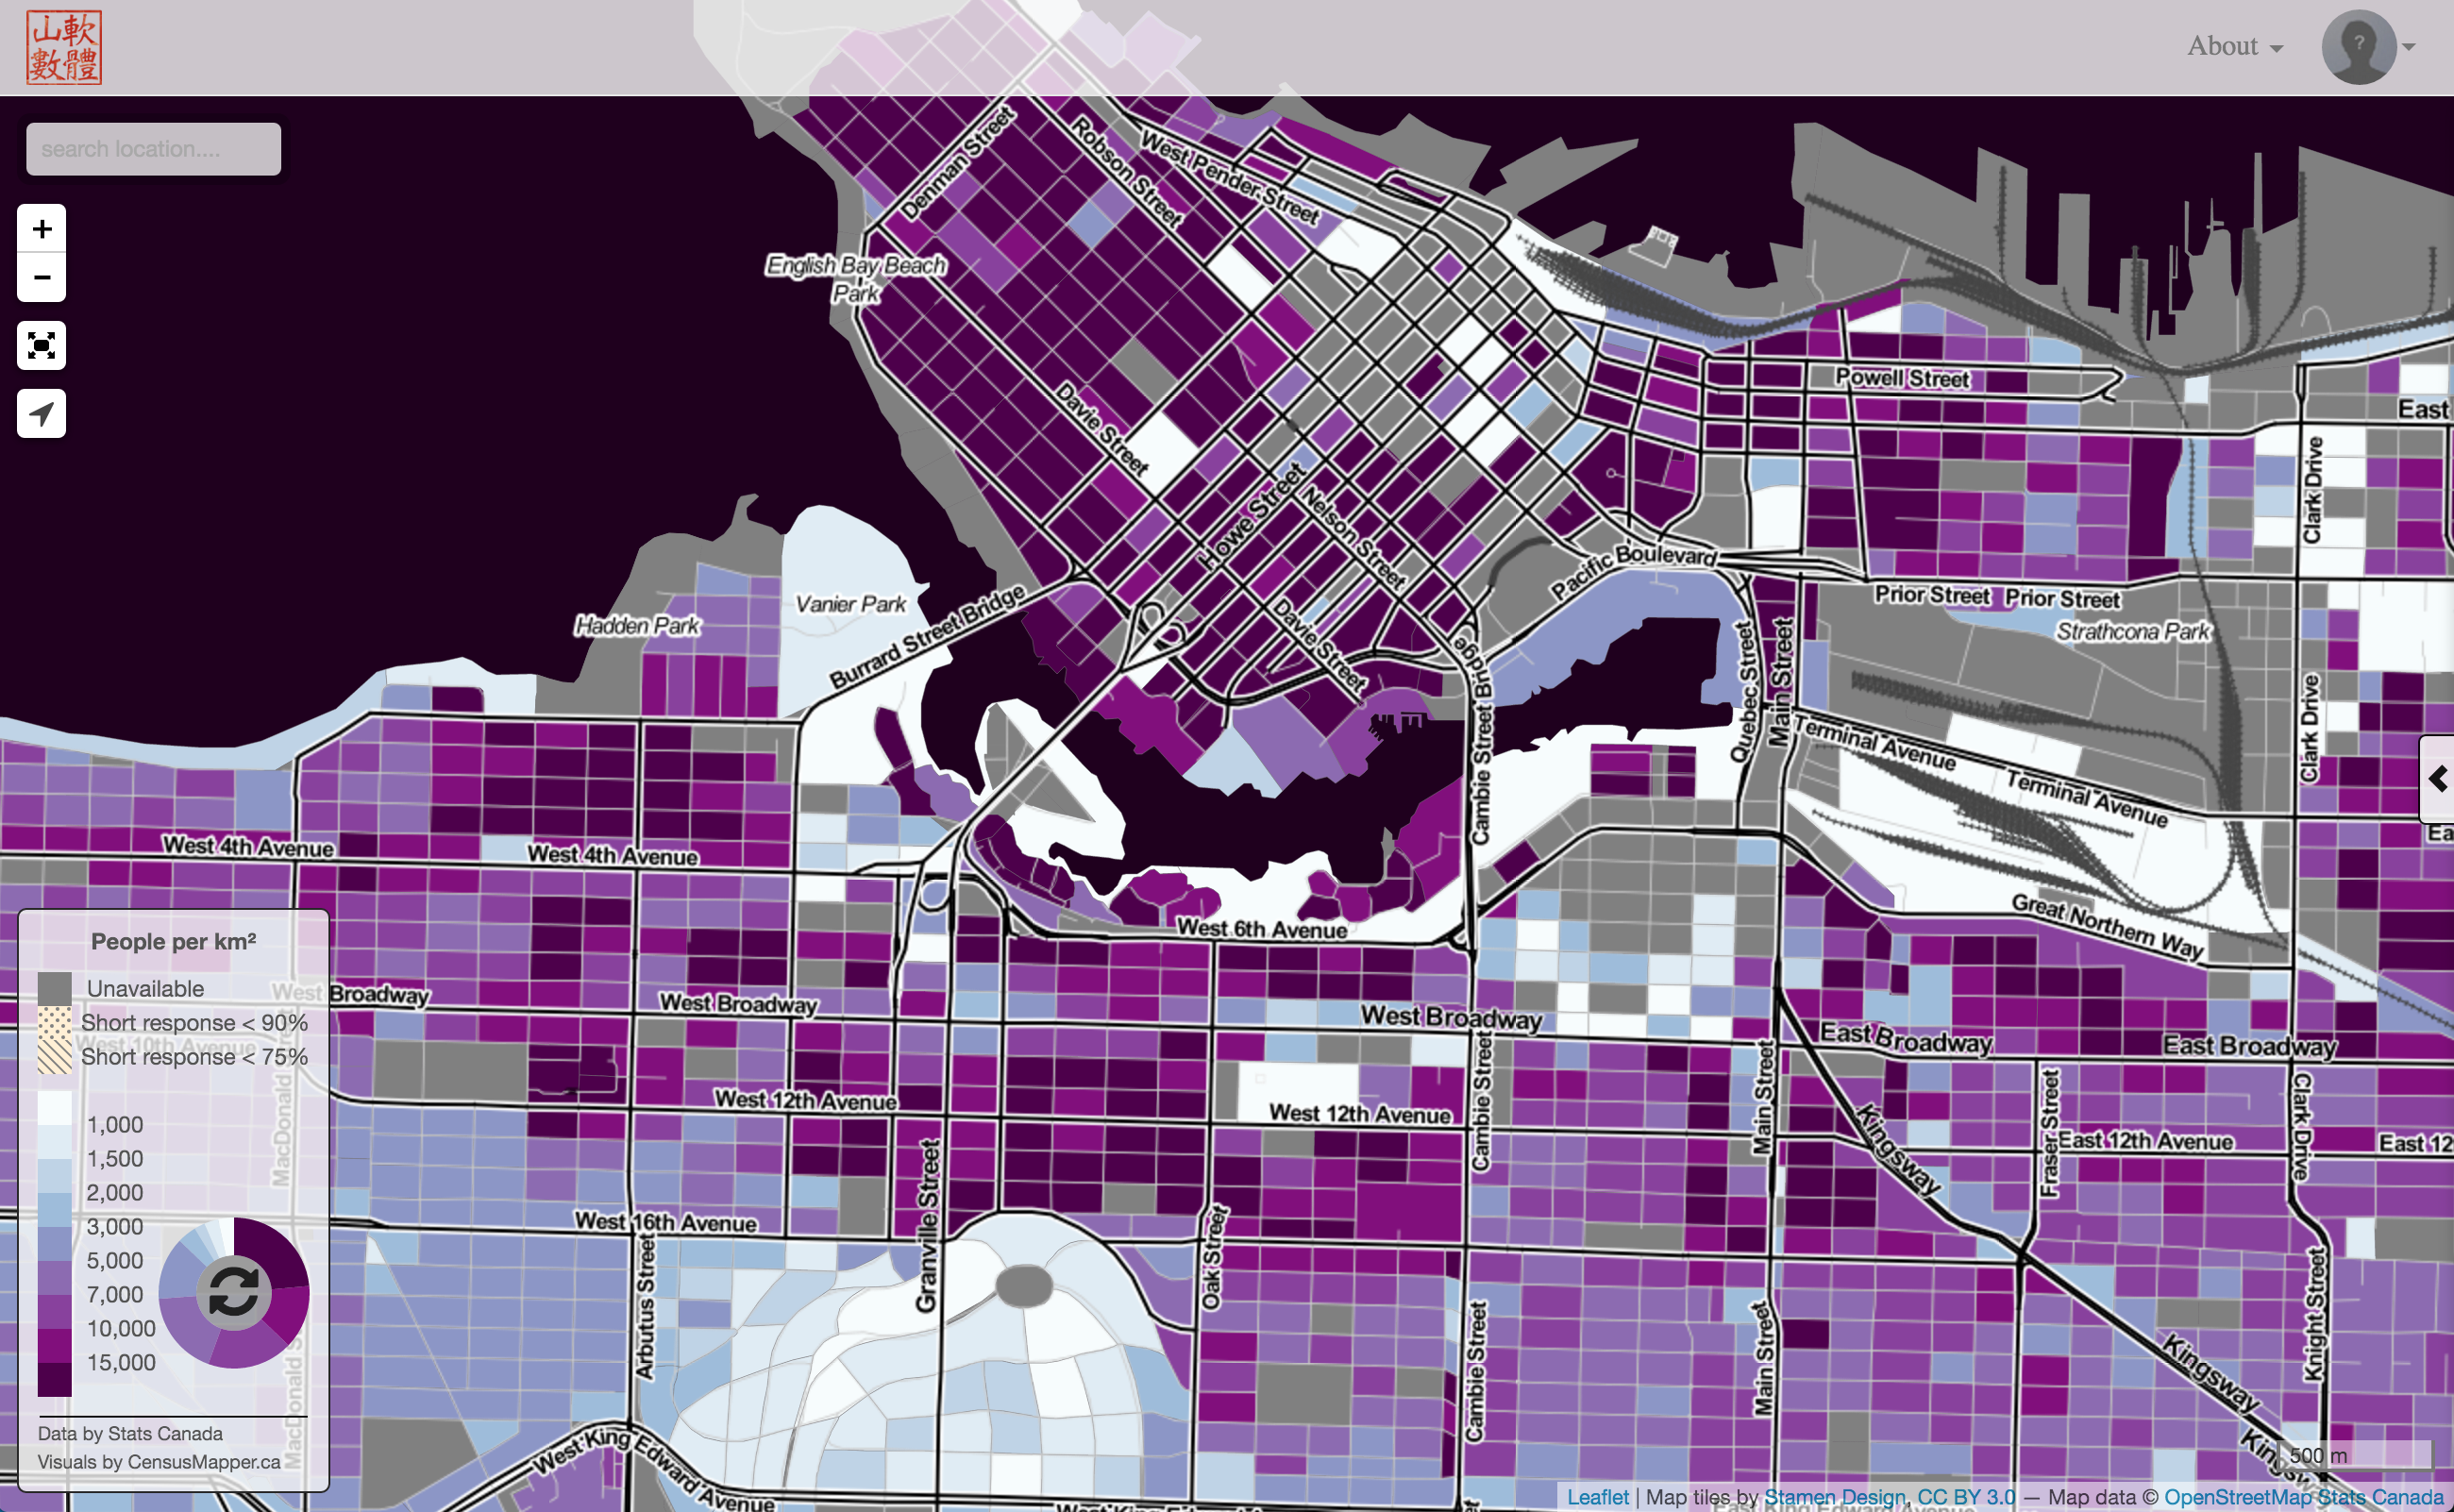 山軟
數體
About
?
search location....
+
−
Denman Street
Robson Street
West Pender Street
English Bay Beach
Park
Davie Street
Howe Street
Nelson Street
Davie Street
Powell Street
East
Clark Drive
Pacific Boulevard
Prior Street Prior Street
Strathcona Park
Vanier Park
Hadden Park
Burrard Street Bridge
Cambie Street Bridge
Quebec Street
Main Street
Terminal Avenue
Terminal Avenue
Clark Drive
Ea
West 4th Avenue
West 4th Avenue
West 6th Avenue
Great Northern Way
West Broadway
West Broadway
West Broadway
East Broadway
East Broadway
West 10th Avenue
West 12th Avenue
West 12th Avenue
East 12th Avenue
East 12
Cambie Street
Main Street
Kingsway
Fraser Street
Clark Drive
MacDonald Street
West 16th Avenue
Arbutus Street
Granville Street
Oak Street
Cambie Street
Main Street
Knight Street
Kingsway
Kingsway
MacDonald S
West King Edward Avenue
People per km²
Unavailable
Short response < 90%
Short response < 75%
1,000
1,500
2,000
3,000
5,000
7,000
10,000
15,000
Data by Stats Canada
Visuals by CensusMapper.ca
500 m
Leaflet | Map tiles by Stamen Design, CC BY 3.0 — Map data © OpenStreetMap Stats Canada